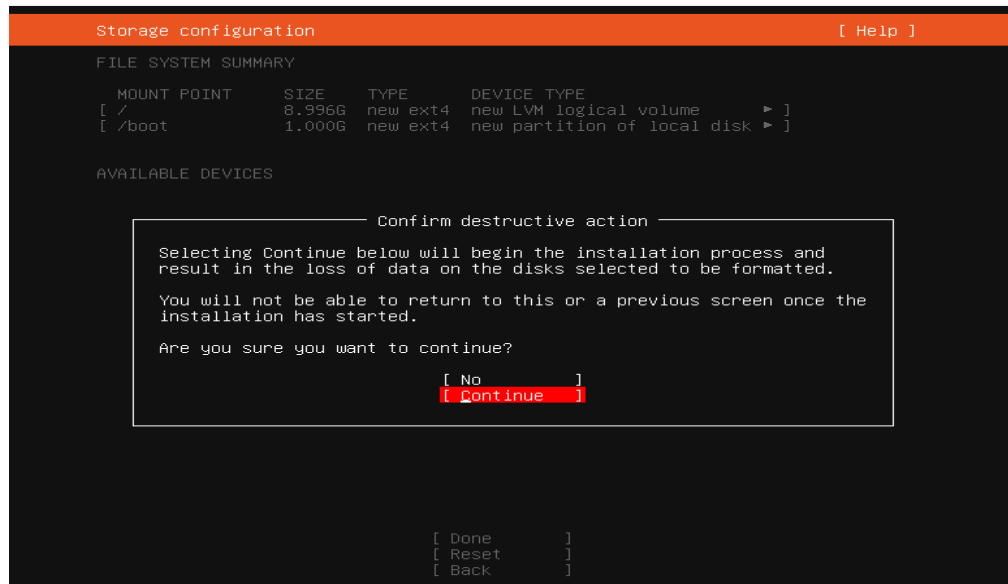 Storage configuration [ Help ]
FILE SYSTEM SUMMARY
MOUNT POINT SIZE TYPE DEVICE TYPE
[ / 8.996G new ext4 new LVM logical volume ► ]
[ /boot 1.000G new ext4 new partition of local disk ► ]
AVAILABLE DEVICES
Confirm destructive action
Selecting Continue below will begin the installation process and
result in the loss of data on the disks selected to be formatted.
You will not be able to return to this or a previous screen once the
installation has started.
Are you sure you want to continue?
[ No ]
[ Continue ]
[ Done ]
[ Reset ]
[ Back ]